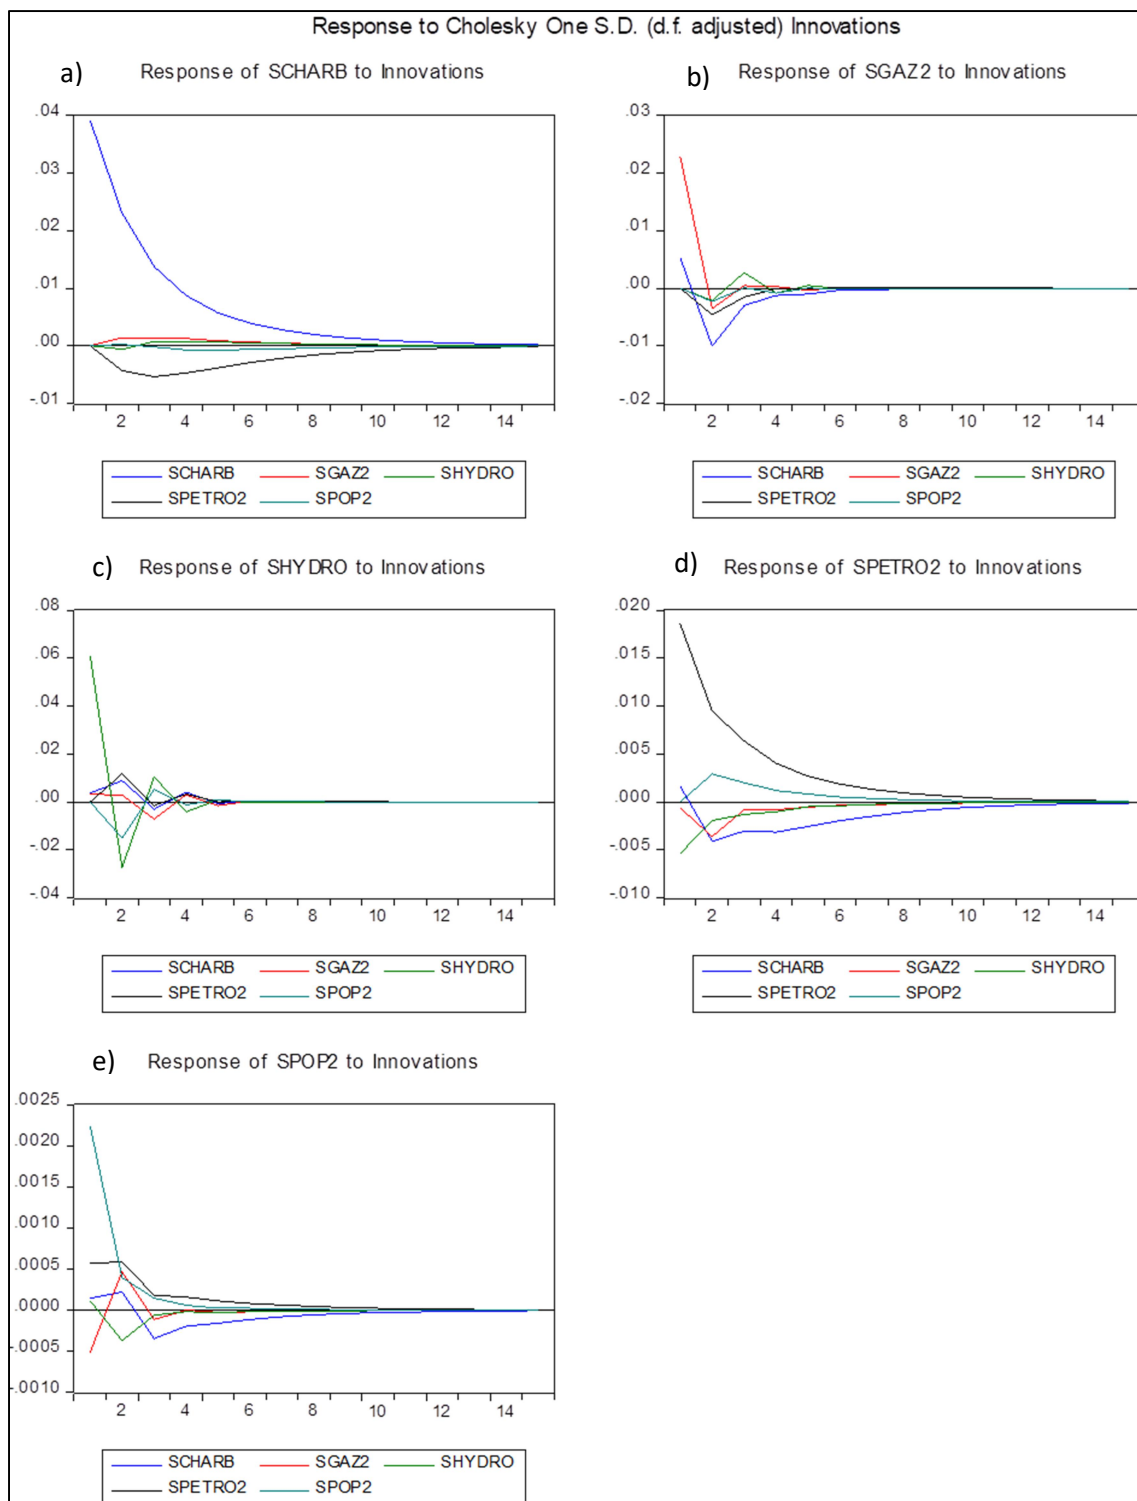 Response to Cholesky One S.D. (d.f. adjusted) Innovations
a) Response of SCHARB to Innovations
.04
.03
.02
.01
.00
-.01
2 4 6 8 10 12 14
SCHARB SGAZ2 SHYDRO
SPETRO2 SPOP2
b) Response of SGAZ2 to Innovations
.03
.02
.01
.00
-.01
-.02
2 4 6 8 10 12 14
SCHARB SGAZ2 SHYDRO
SPETRO2 SPOP2
c) Response of SHYDRO to Innovations
.08
.06
.04
.02
.00
-.02
-.04
2 4 6 8 10 12 14
SCHARB SGAZ2 SHYDRO
SPETRO2 SPOP2
d) Response of SPETRO2 to Innovations
.020
.015
.010
.005
.000
-.005
-.010
2 4 6 8 10 12 14
SCHARB SGAZ2 SHYDRO
SPETRO2 SPOP2
e) Response of SPOP2 to Innovations
.0025
.0020
.0015
.0010
.0005
.0000
-.0005
-.0010
2 4 6 8 10 12 14
SCHARB SGAZ2 SHYDRO
SPETRO2 SPOP2